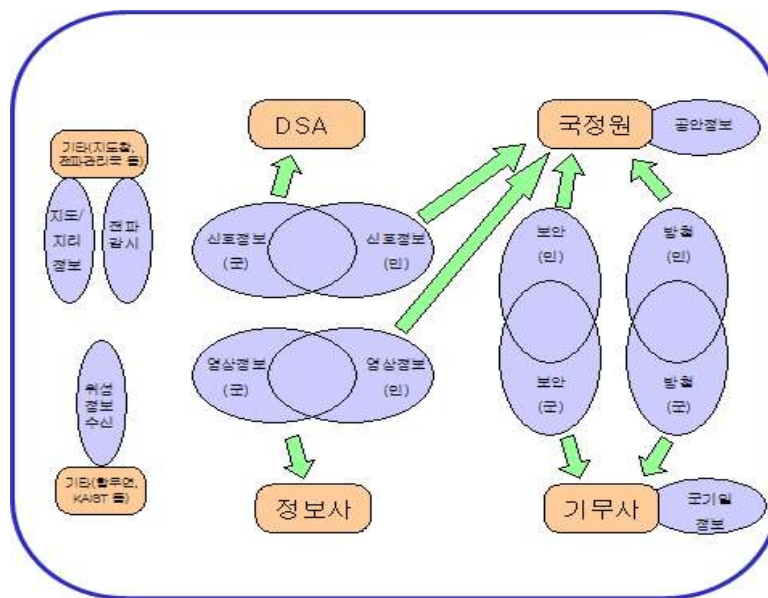 DSA
국정원
공안정보
기타(지도창,
전파관리국 등)
지도/
지리
정보
전파
감시
신호정보
(군)
신호정보
(민)
보안
(민)
방첩
(민)
영상정보
(군)
영상정보
(민)
보안
(군)
방첩
(군)
위성
정보
수신
기타(항우연,
KAIST 등)
정보사
기무사
군기밀
정보